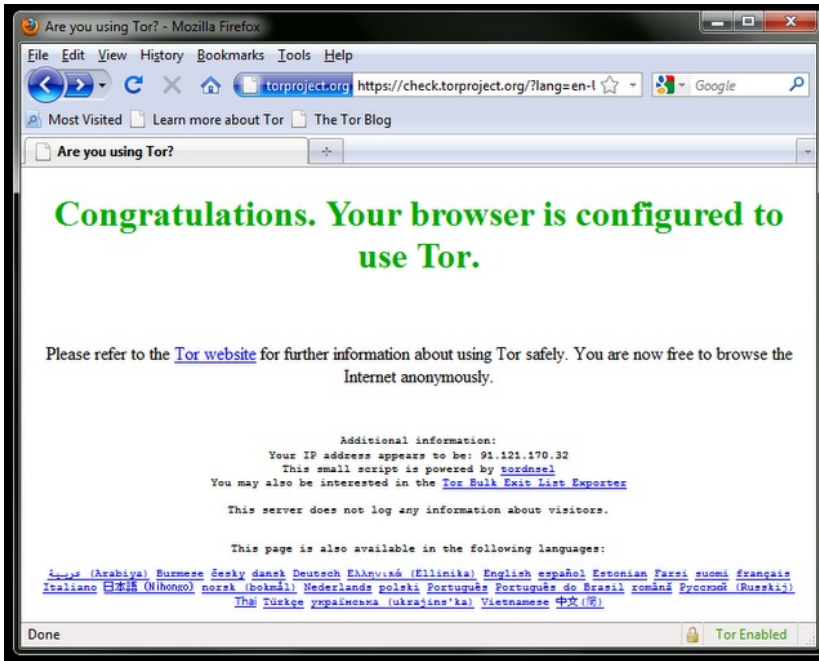 Are you using Tor? - Mozilla Firefox
File Edit View History Bookmarks Tools Help
torproject.org https://check.torproject.org/?lang=en-U Google
Most Visited Learn more about Tor The Tor Blog
Are you using Tor?
Congratulations. Your browser is configured to
use Tor.
Please refer to the Tor website for further information about using Tor safely. You are now free to browse the
Internet anonymously.
Additional information:
Your IP address appears to be: 91.121.170.32
This small script is powered by tordnsel
You may also be interested in the Tor Bulk Exit List Exporter
This server does not log any information about visitors.
This page is also available in the following languages:
عربية (Arabiya) Burmese česky dansk Deutsch Ελληνικά (Ellinika) English español Estonian Farsi suomi français
Italiano 日本語 (Nihongo) norsk (bokmål) Nederlands polski Português Português do Brasil română Русский (Russkij)
Thai Türkçe українська (ukrajins'ka) Vietnamese 中文(简)
Done Tor Enabled